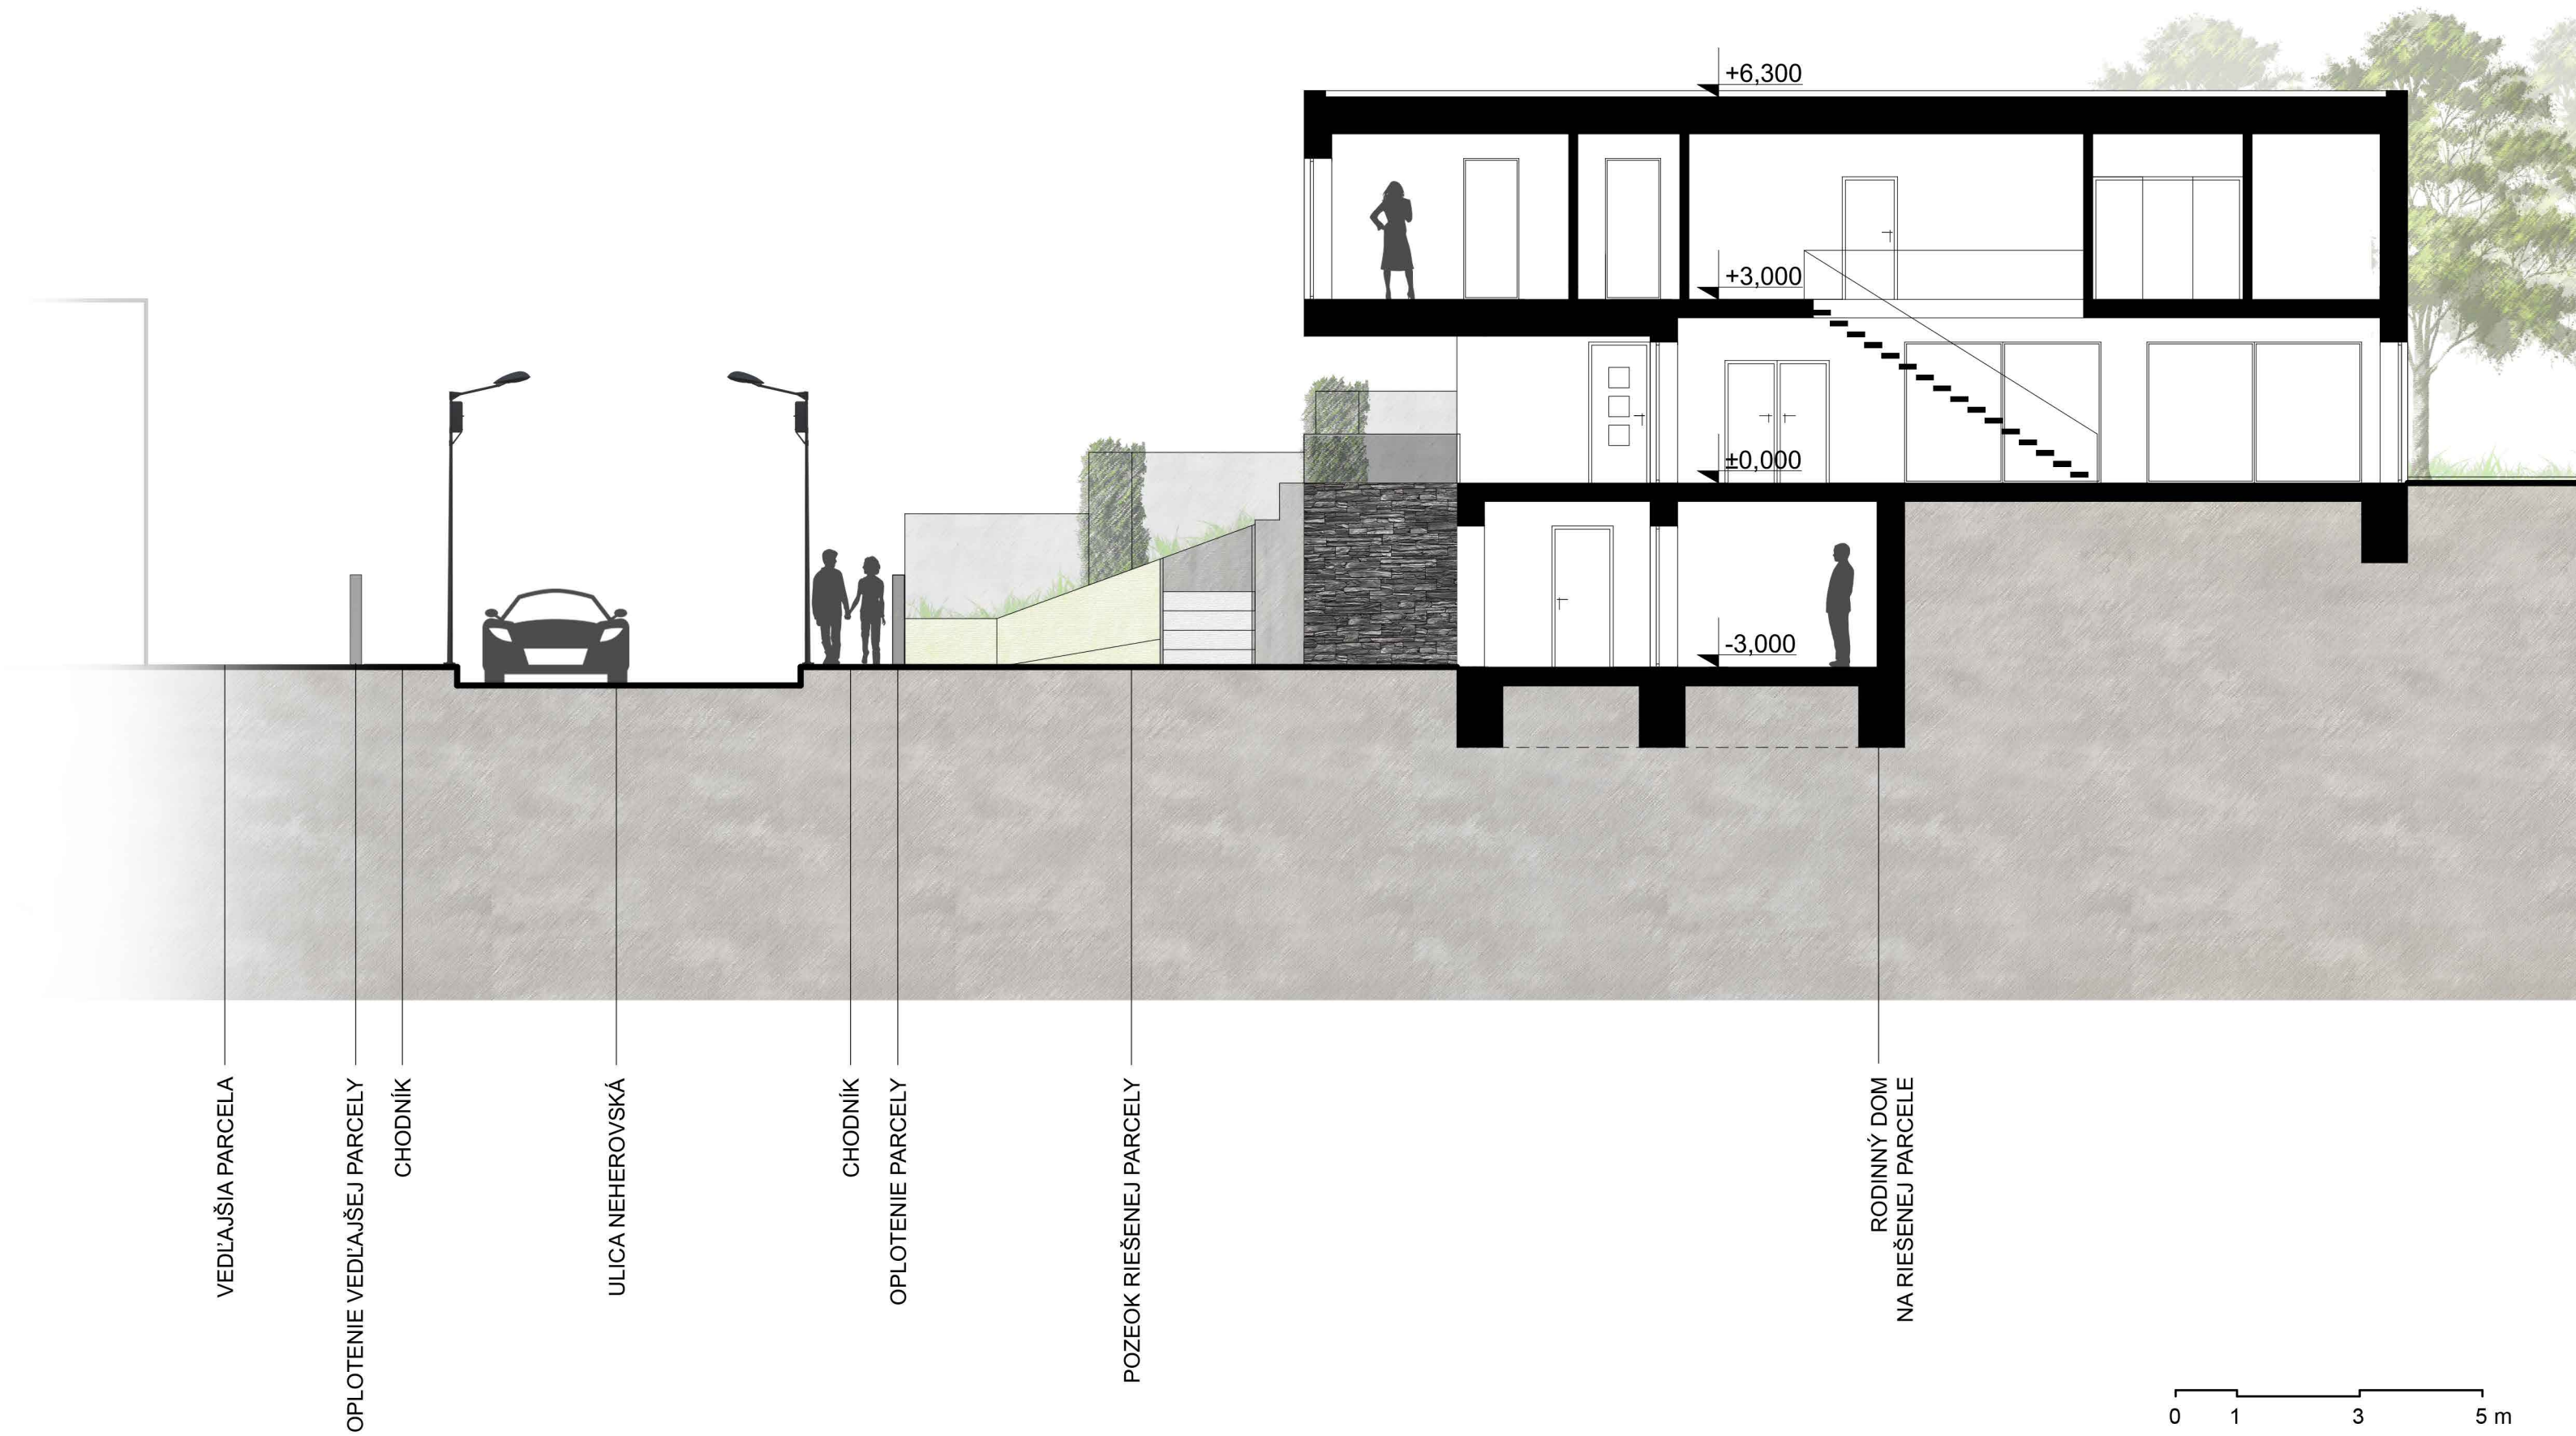 +6,300
+3,000
±0,000
-3,000
VEDĽAJŠIA PARCELA
OPLOTENIE VEDĽAJŠEJ PARCELY
CHODNÍK
ULICA NEHEROVSKÁ
CHODNÍK
OPLOTENIE PARCELY
POZEOK RIEŠENEJ PARCELY
RODINNÝ DOM
NA RIEŠENEJ PARCELE
0 1 3 5 m